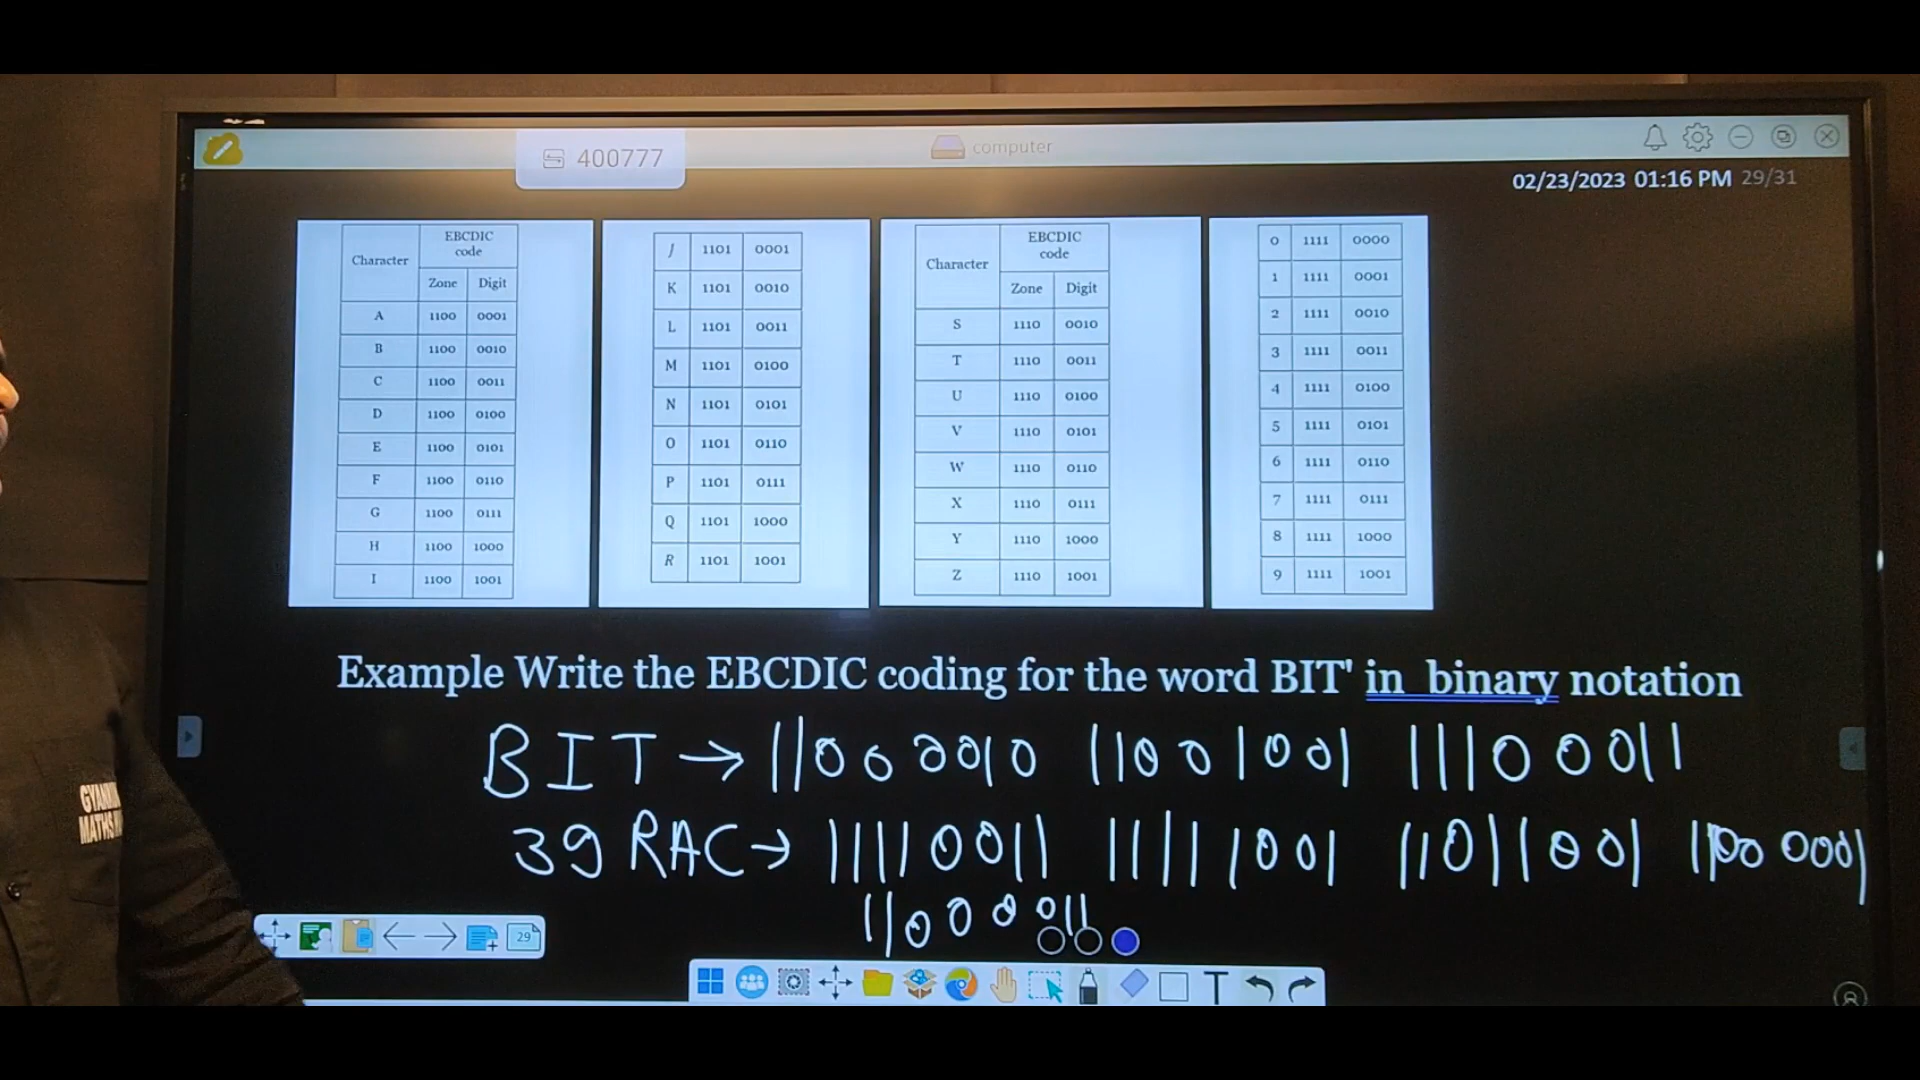 400777
computer
02/23/2023 01:16 PM 29/31
Character EBCDIC code
Zone Digit
A 1100 0001
B 1100 0010
C 1100 0011
D 1100 0100
E 1100 0101
F 1100 0110
G 1100 0111
H 1100 1000
I 1100 1001
J 1101 0001
K 1101 0010
L 1101 0011
M 1101 0100
N 1101 0101
O 1101 0110
P 1101 0111
Q 1101 1000
R 1101 1001
Character EBCDIC code
Zone Digit
S 1110 0010
T 1110 0011
U 1110 0100
V 1110 0101
W 1110 0110
X 1110 0111
Y 1110 1000
Z 1110 1001
0 1111 0000
1 1111 0001
2 1111 0010
3 1111 0011
4 1111 0100
5 1111 0101
6 1111 0110
7 1111 0111
8 1111 1000
9 1111 1001
Example Write the EBCDIC coding for the word BIT' in binary notation
BIT → 11000010 11001001 11100011
39 RAC → 11110011 11111001 11011001 11000001
11000011
29